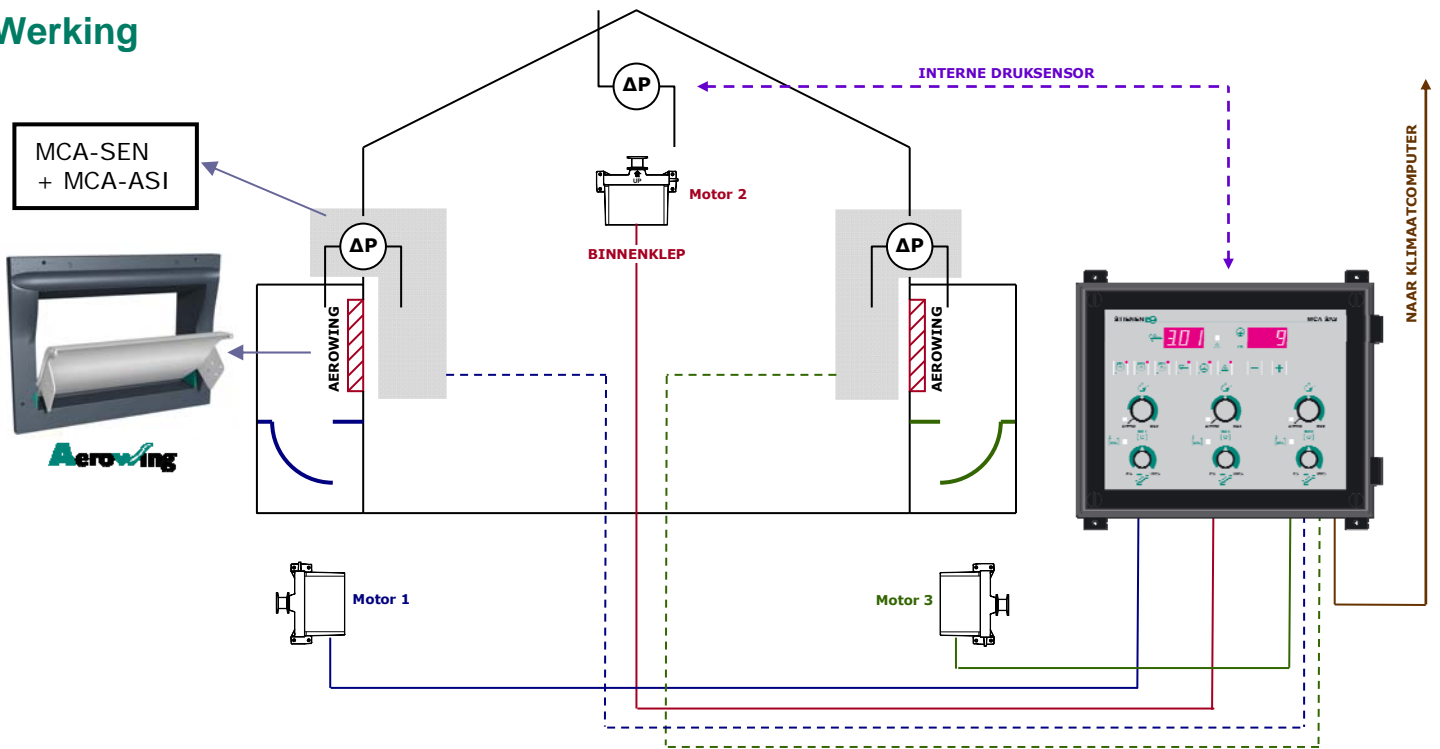 Werking
ΔP
INTERNE DRUKSENSOR
MCA-SEN
+ MCA-ASI
UP
Motor 2
NAAR KLIMAATCOMPUTER
ΔP
BINNENKLEP
ΔP
AEROWING
AEROWING
301
9
Aerowing
Motor 1
Motor 3